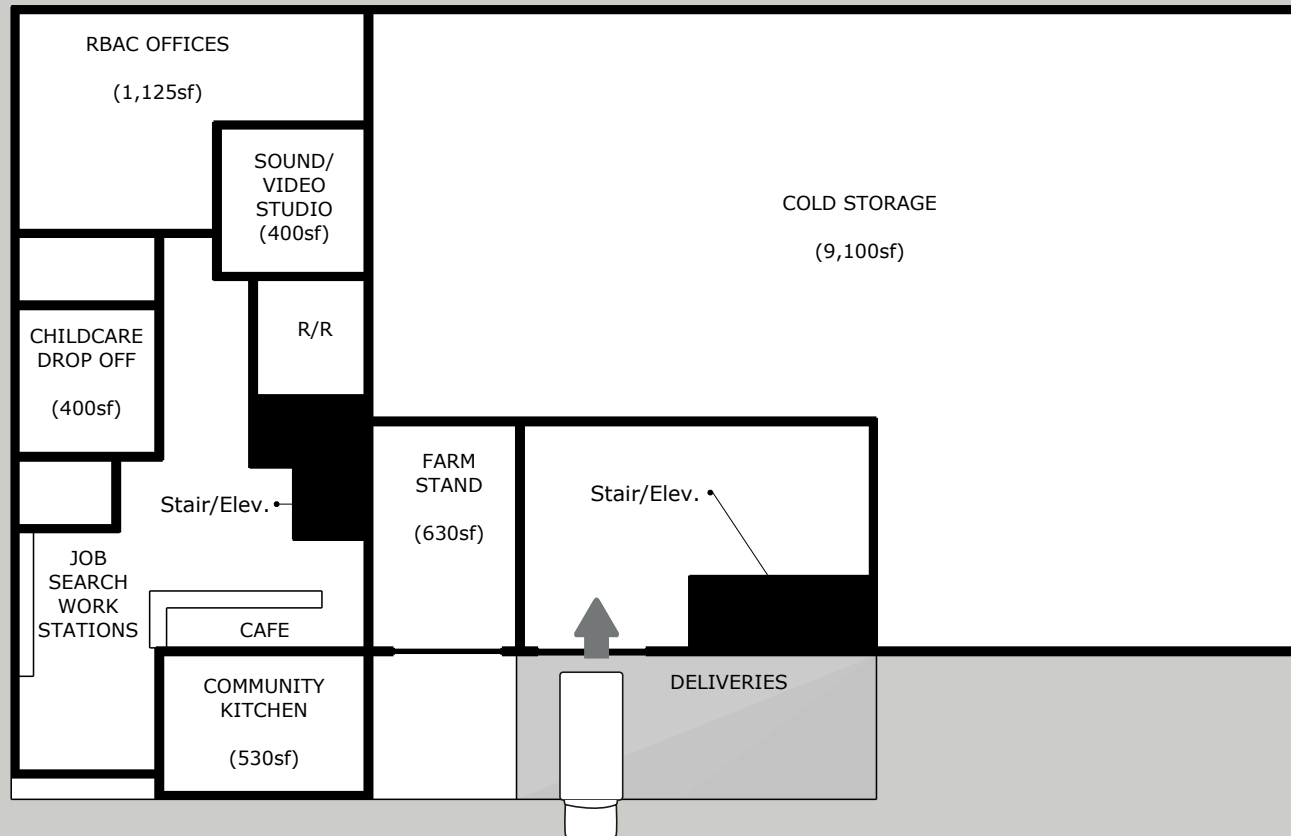 RBAC OFFICES
(1,125sf)
SOUND/
VIDEO
STUDIO
(400sf)
COLD STORAGE
(9,100sf)
CHILDCARE
DROP OFF
(400sf)
R/R
Stair/Elev.
FARM
STAND
(630sf)
Stair/Elev.
JOB
SEARCH
WORK
STATIONS
CAFE
COMMUNITY
KITCHEN
(530sf)
DELIVERIES